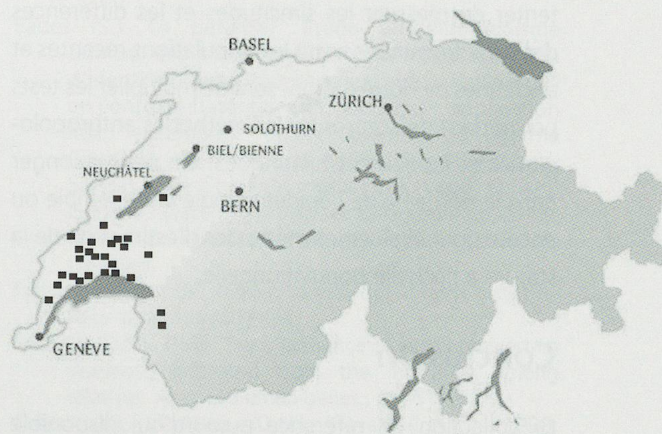 BASEL
ZÜRICH
SOLOTHURN
BIEL/BIENNE
NEUCHÂTEL
BERN
GENÈVE